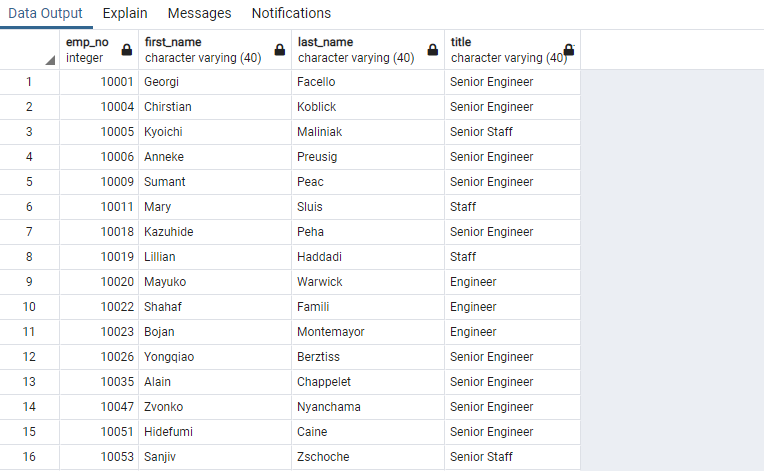 Data Output Explain Messages Notifications
emp_no first_name last_name title
integer character varying (40) character varying (40) character varying (40)
1 10001 Georgi Facello Senior Engineer
2 10004 Chirstian Koblick Senior Engineer
3 10005 Kyoichi Maliniak Senior Staff
4 10006 Anneke Preusig Senior Engineer
5 10009 Sumant Peac Senior Engineer
6 10011 Mary Sluis Staff
7 10018 Kazuhide Peha Senior Engineer
8 10019 Lillian Haddadi Staff
9 10020 Mayuko Warwick Engineer
10 10022 Shahaf Famili Engineer
11 10023 Bojan Montemayor Engineer
12 10026 Yongqiao Berztiss Senior Engineer
13 10035 Alain Chappelet Senior Engineer
14 10047 Zvonko Nyanchama Senior Engineer
15 10051 Hidefumi Caine Senior Engineer
16 10053 Sanjiv Zschoche Senior Staff